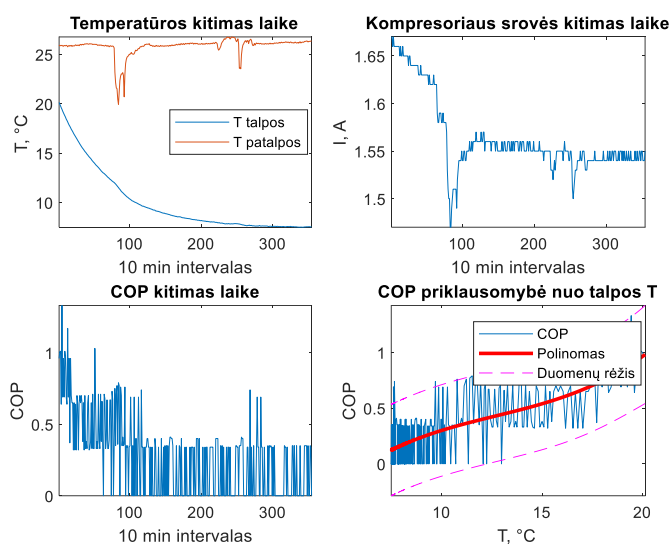 Temperatūros kitimas laike
25
20
15
10
T, °C
T talpos
T patalpos
100
200
300
10 min intervalas
Kompresoriaus srovės kitimas laike
1.65
1.6
1.55
1.5
I, A
100
200
300
10 min intervalas
COP kitimas laike
1
0.5
0
COP
100
200
300
10 min intervalas
COP priklausomybė nuo talpos T
1
0.5
0
COP
COP
Polinomas
Duomenų rėžis
10
15
20
T, °C